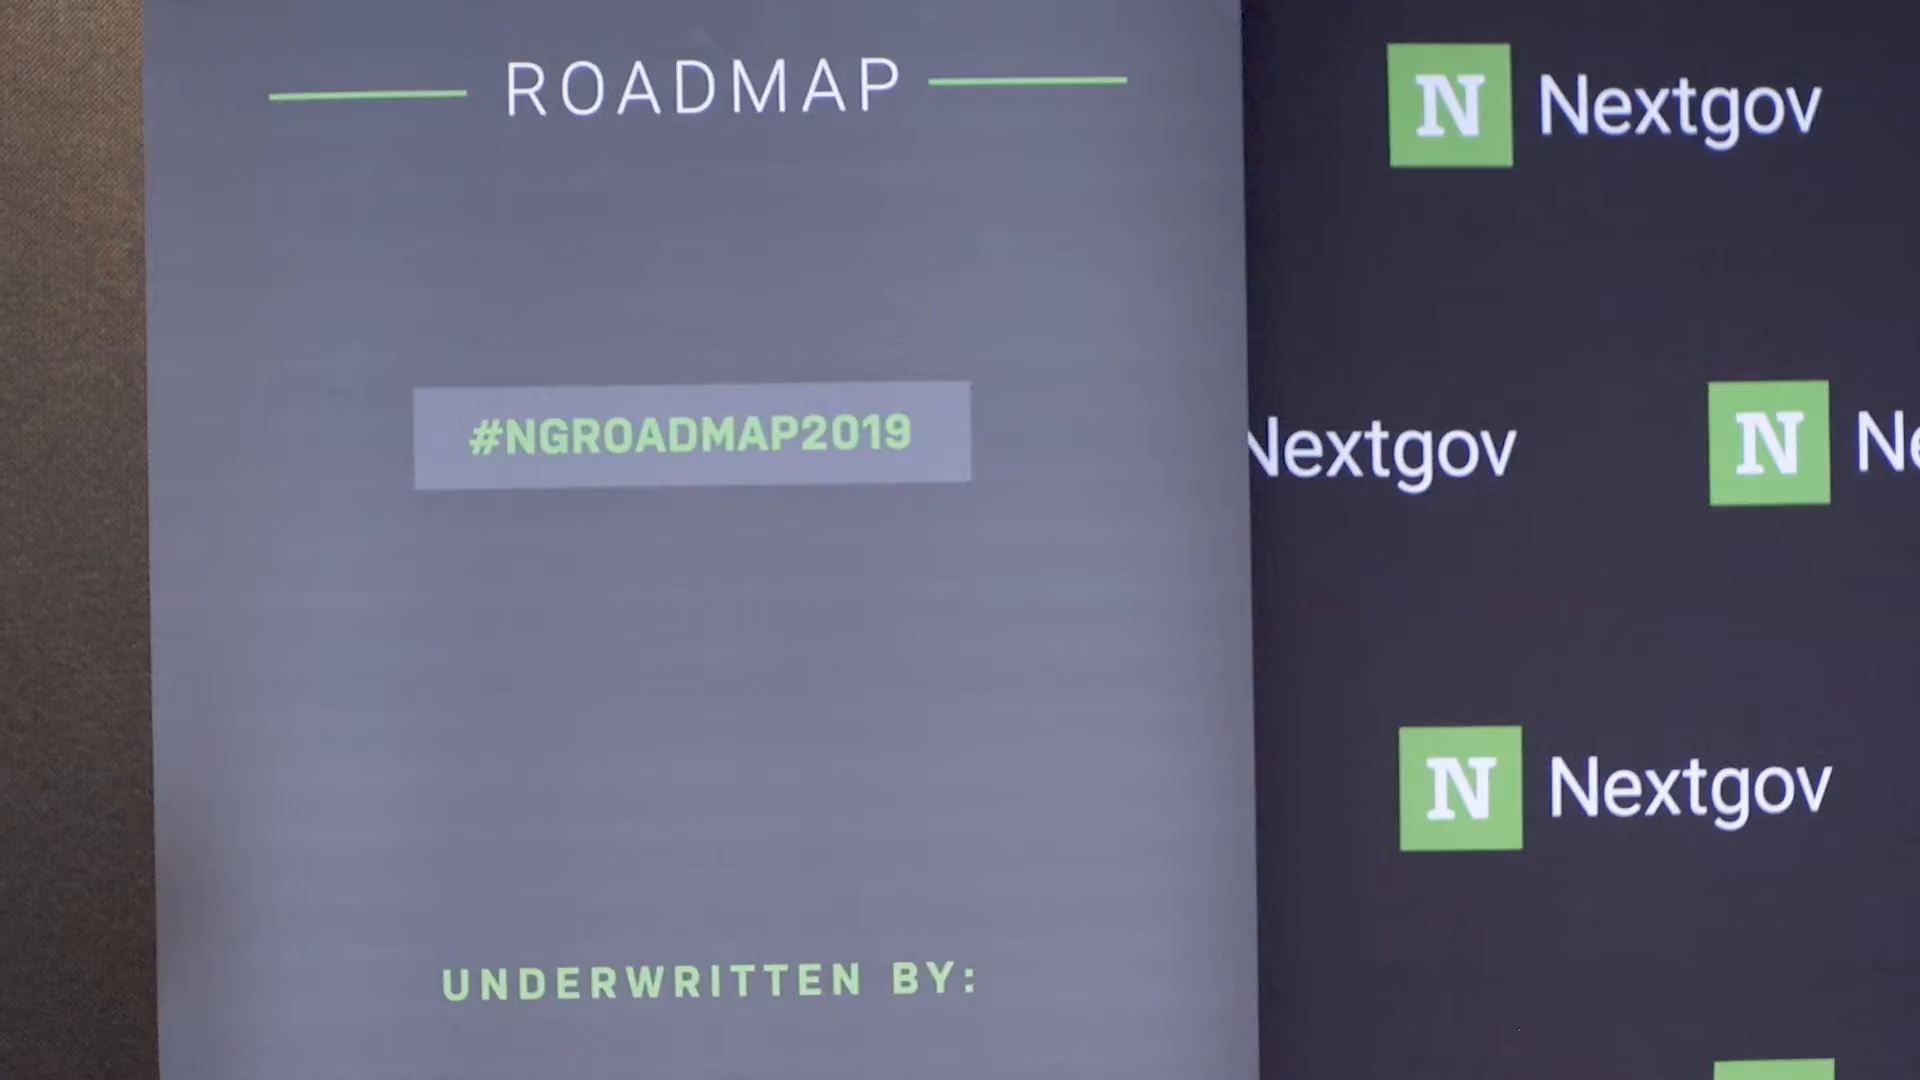 ROADMAP
#NGROADMAP2019
UNDERWRITTEN BY:
N Nextgov
Nextgov
N
N Nextgov